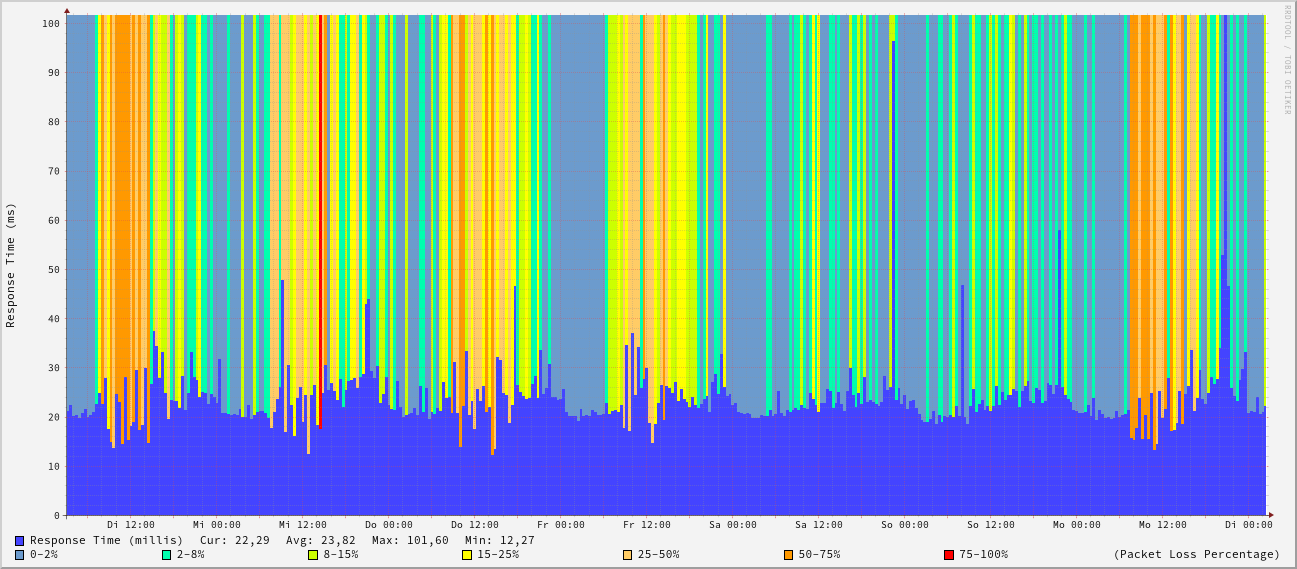 RRDTOOL / TOBI OETIKER
Response Time (ms)
100
90
80
70
60
50
40
30
20
10
0
Di 12:00 Mi 00:00 Mi 12:00 Do 00:00 Do 12:00 Fr 00:00 Fr 12:00 Sa 00:00 Sa 12:00 So 00:00 So 12:00 Mo 00:00 Mo 12:00 Di 00:00
Response Time (millis) Cur: 22,29 Avg: 23,82 Max: 101,60 Min: 12,27
0-2% 2-8% 8-15% 15-25% 25-50% 50-75% 75-100% (Packet Loss Percentage)